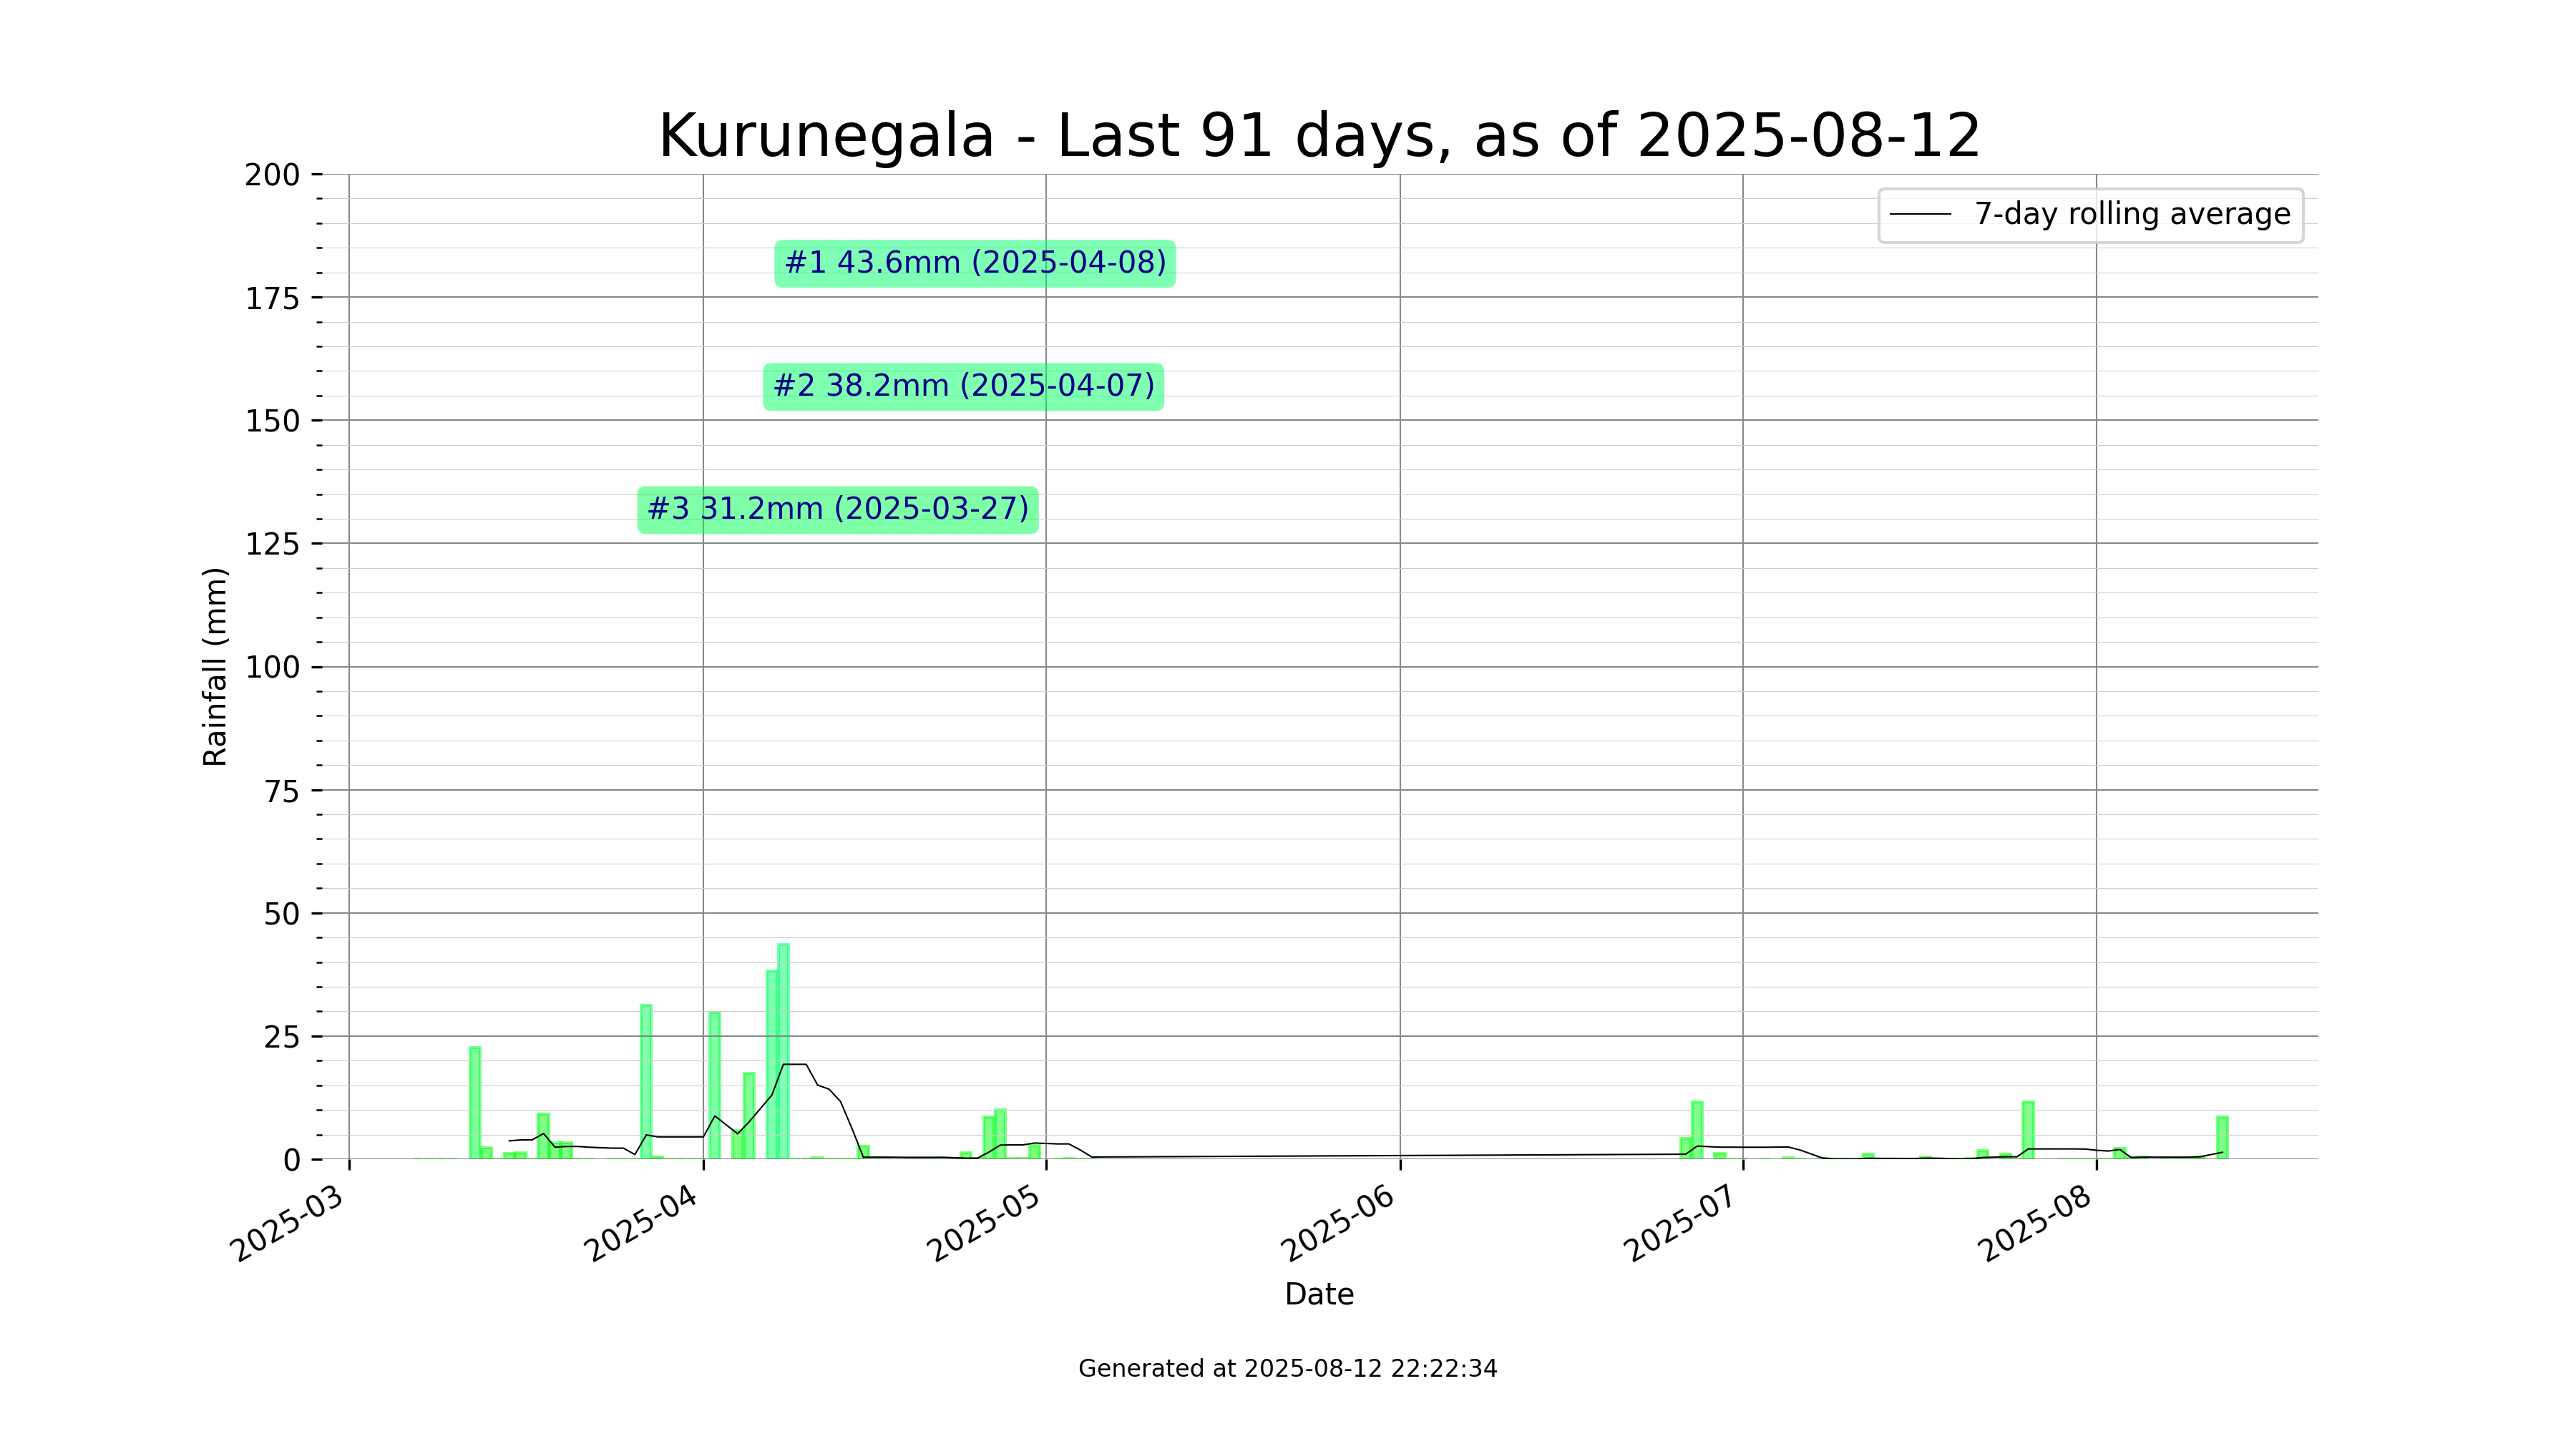 Kurunegala - Last 91 days, as of 2025-08-12
7-day rolling average
#1 43.6mm (2025-04-08)
#2 38.2mm (2025-04-07)
#3 31.2mm (2025-03-27)
Rainfall (mm)
200
175
150
125
100
75
50
25
0
2025-03
2025-04
2025-05
2025-06
2025-07
2025-08
Date
Generated at 2025-08-12 22:22:34